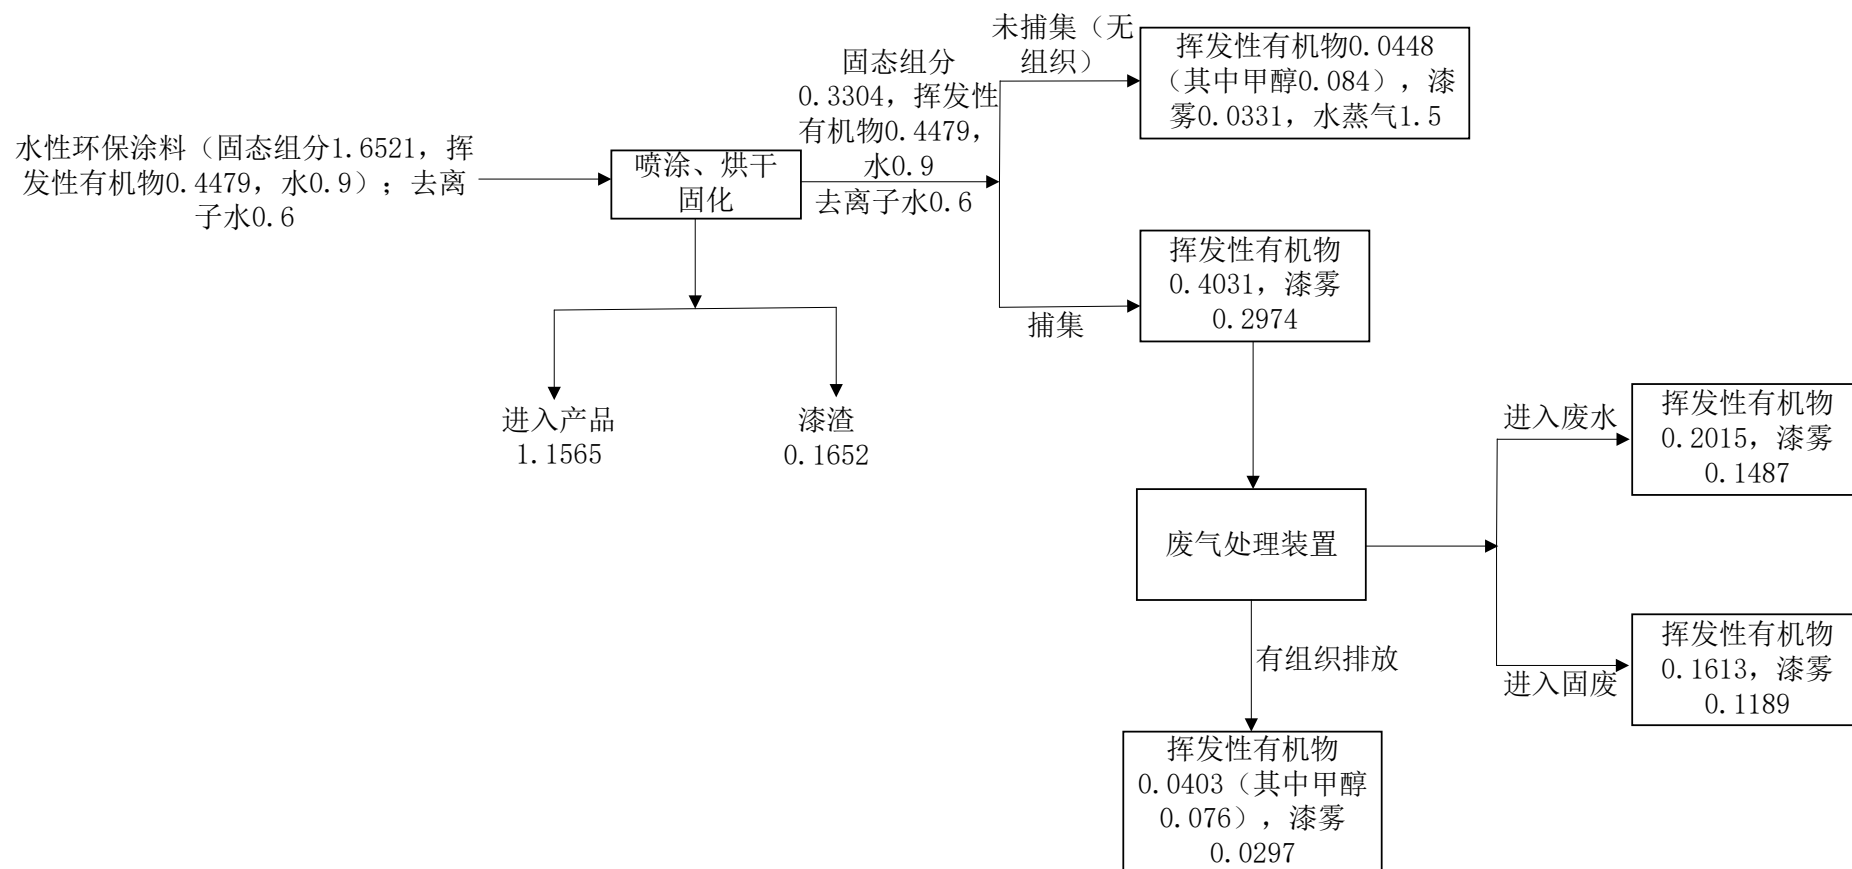 水性环保涂料（固态组分1.6521，挥
发性有机物0.4479，水0.9）；去离
子水0.6
喷涂、烘干
固化
固态组分
0.3304，挥发性
有机物0.4479，
水0.9
去离子水0.6
未捕集（无
组织）
挥发性有机物0.0448
（其中甲醇0.084），漆
雾0.0331，水蒸气1.5
捕集
挥发性有机物
0.4031，漆雾
0.2974
进入产品
1.1565
漆渣
0.1652
废气处理装置
进入废水
挥发性有机物
0.2015，漆雾
0.1487
进入固废
挥发性有机物
0.1613，漆雾
0.1189
有组织排放
挥发性有机物
0.0403（其中甲醇
0.076），漆雾
0.0297